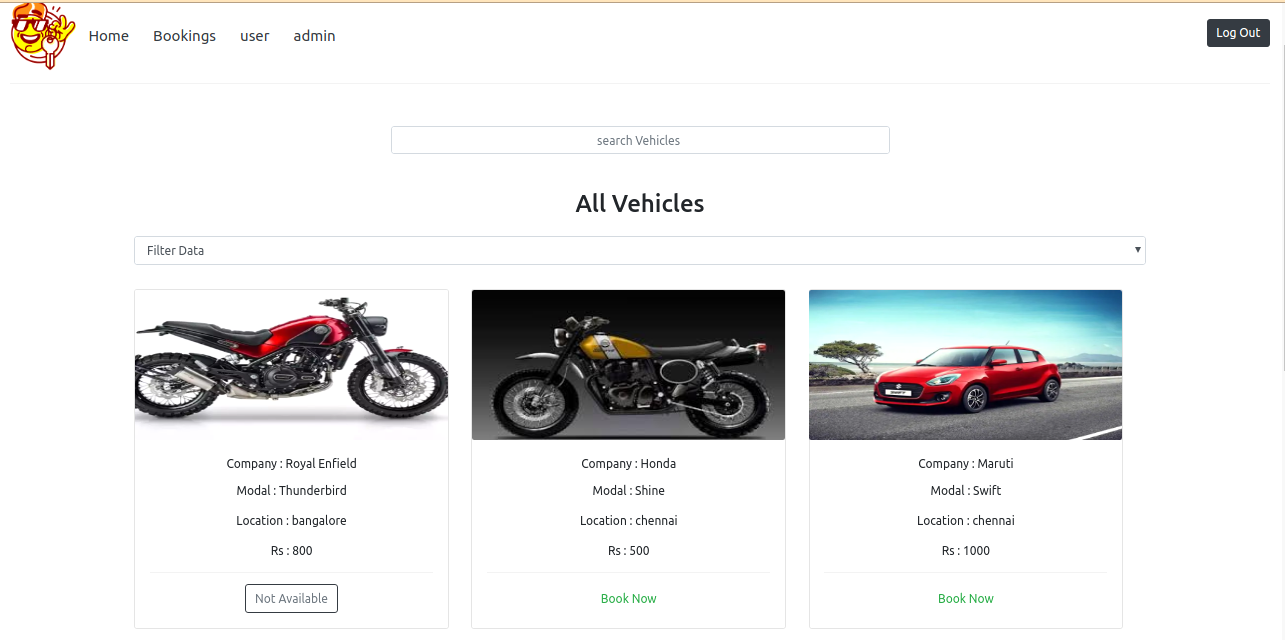 Home Bookings user admin Log Out
search Vehicles
All Vehicles
Filter Data
Company : Royal Enfield
Modal : Thunderbird
Location : bangalore
Rs : 800
Not Available
Company : Honda
Modal : Shine
Location : chennai
Rs : 500
Book Now
Company : Maruti
Modal : Swift
Location : chennai
Rs : 1000
Book Now